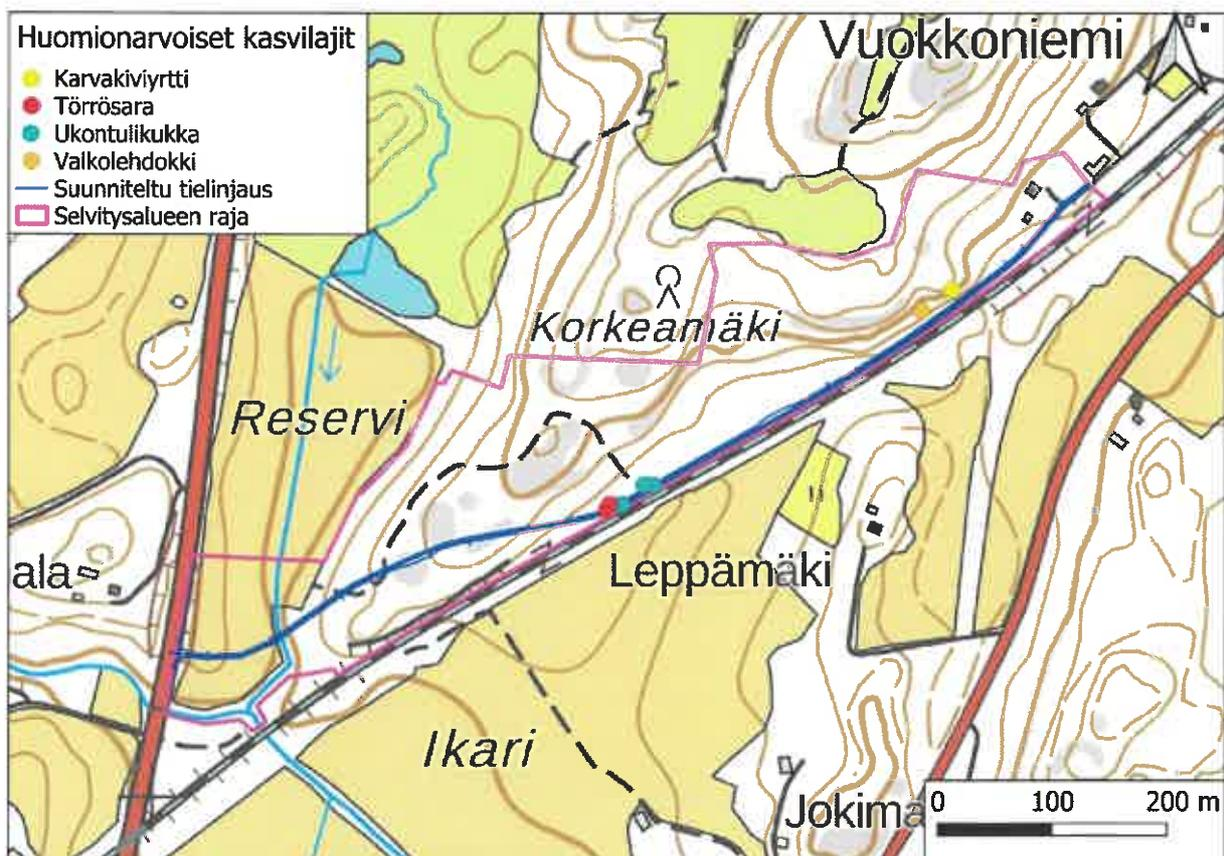 Huomionarvoiset kasvilajit
Karvakiviyrtti
Törrösara
Ukontulikukka
Valkolehdokki
Suunniteltu tielinjaus
Selvitysalueen raja
Vuokkoniemi
Korkeamäki
Reservi
ala
Leppämäki
Ikari
Jokimä
0 100 200 m